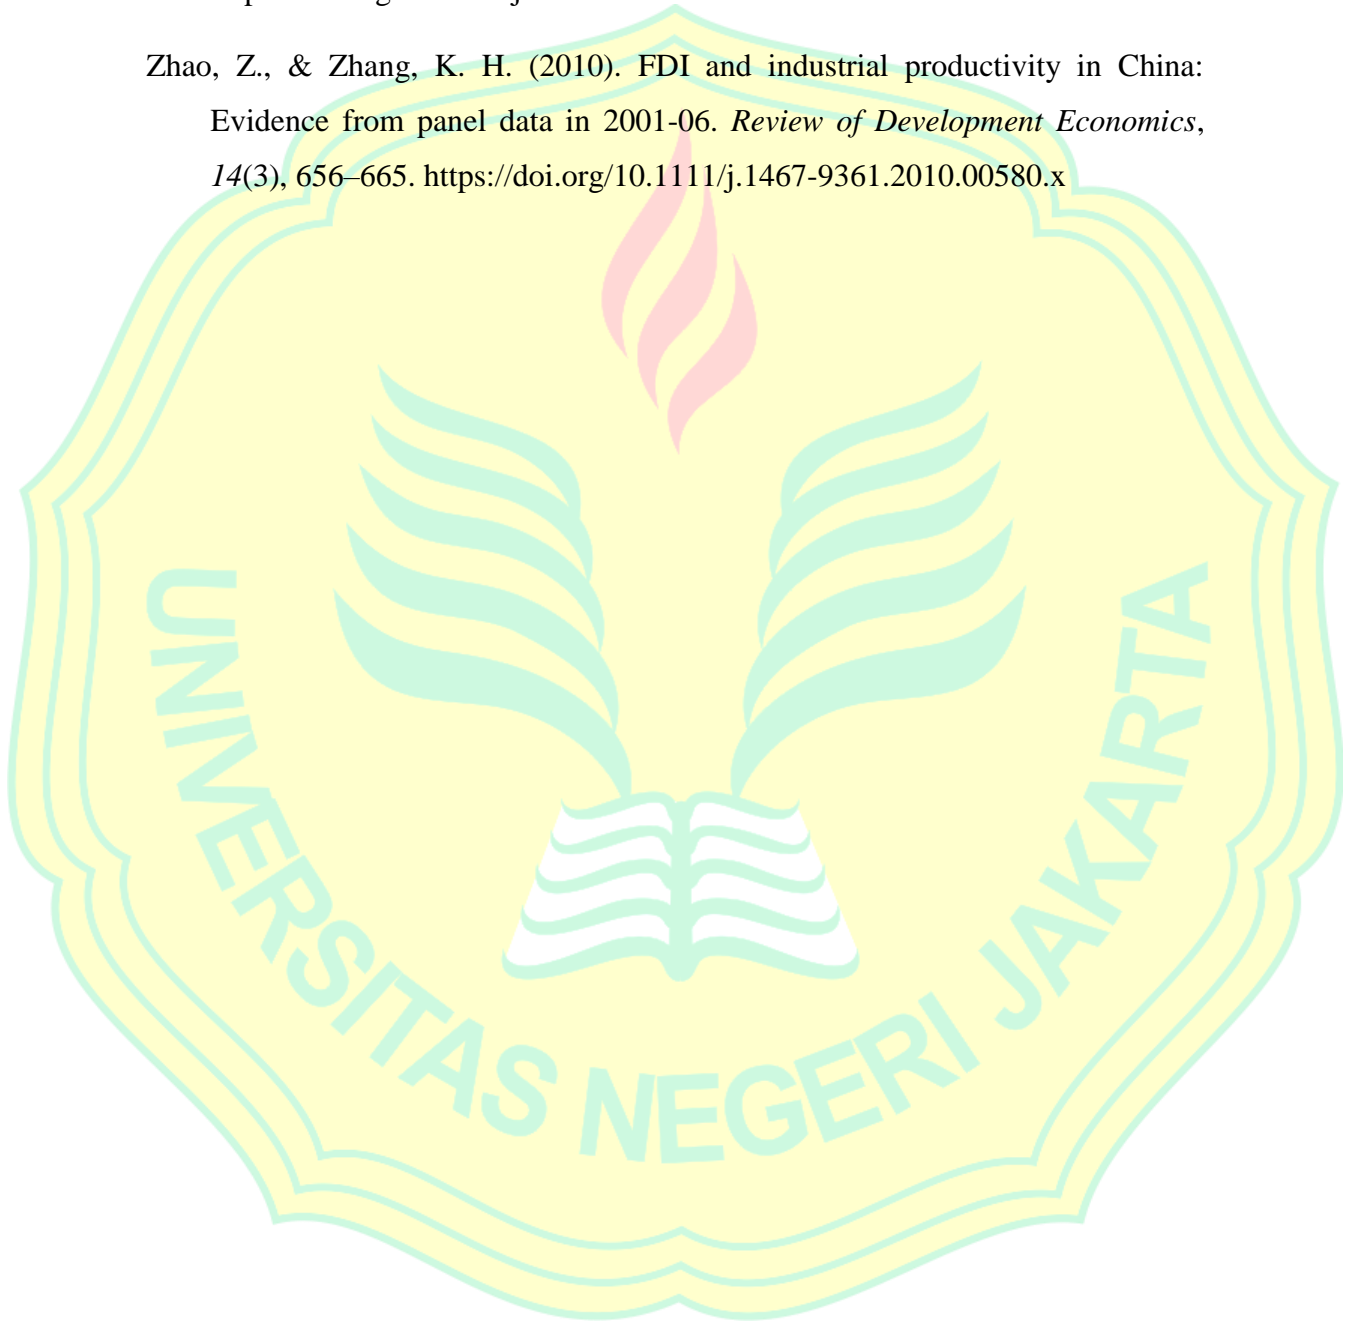 Zhao, Z., & Zhang, K. H. (2010). FDI and industrial productivity in China:
Evidence from panel data in 2001-06. Review of Development Economics,
14(3), 656–665. https://doi.org/10.1111/j.1467-9361.2010.00580.x
UNIVERSITAS NEGERI JAKARTA